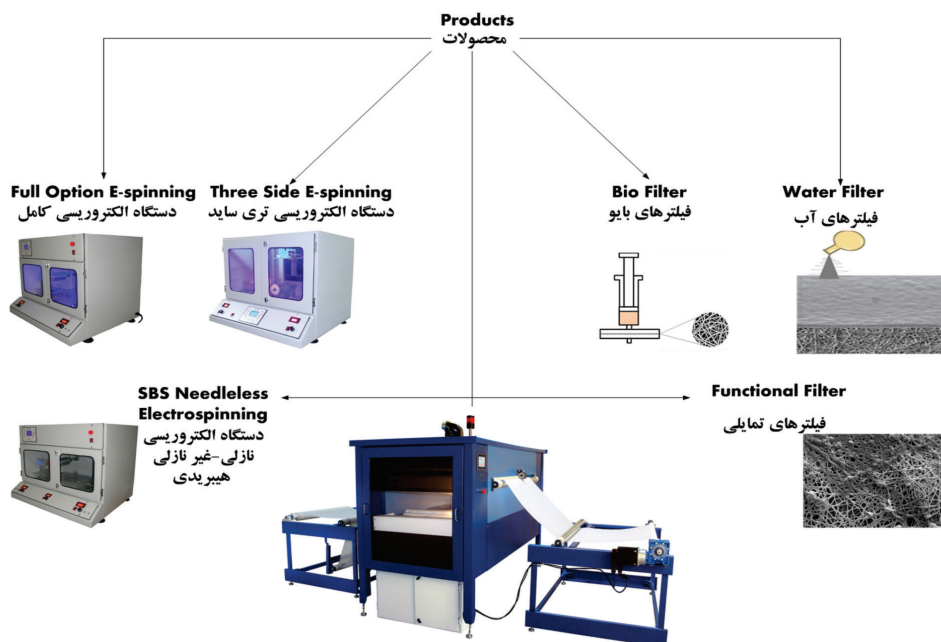 Products
محصولات
Full Option E-spinning
دستگاه الکتروریسی کامل
Three Side E-spinning
دستگاه الکتروریسی تری ساید
Bio Filter
فیلترهای بایو
Water Filter
فیلترهای آب
SBS Needleless
Electrospinning
دستگاه الکتروریسی
نازلی-غیر نازلی
هیبریدی
Functional Filter
فیلترهای تمایلی